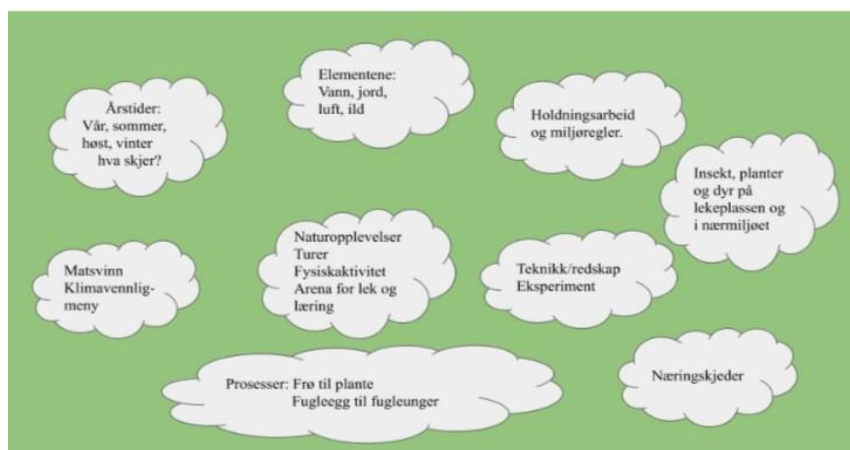 Årstider:
Vår, sommer,
høst, vinter
hva skjer?
Elementene:
Vann, jord,
luft, ild
Holdningsarbeid
og miljøregler.
Insekt, planter
og dyr på
lekeplassen og
i nærmiljøet
Matsvinn
Klimavennlig-
meny
Naturopplevelser
Turer
Fysiskaktivitet
Arena for lek og
læring
Teknikk/redskap
Eksperiment
Prosesser: Frø til plante
Fugleegg til fugleunger
Næringskjeder